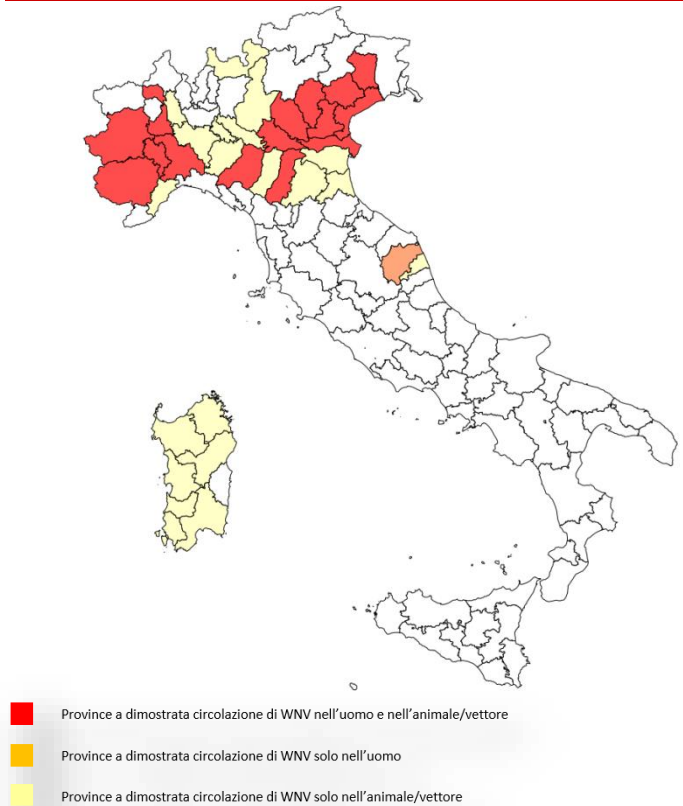 Province a dimostrata circolazione di WNV nell'uomo e nell'animale/vettore
Province a dimostrata circolazione di WNV solo nell'uomo
Province a dimostrata circolazione di WNV solo nell'animale/vettore